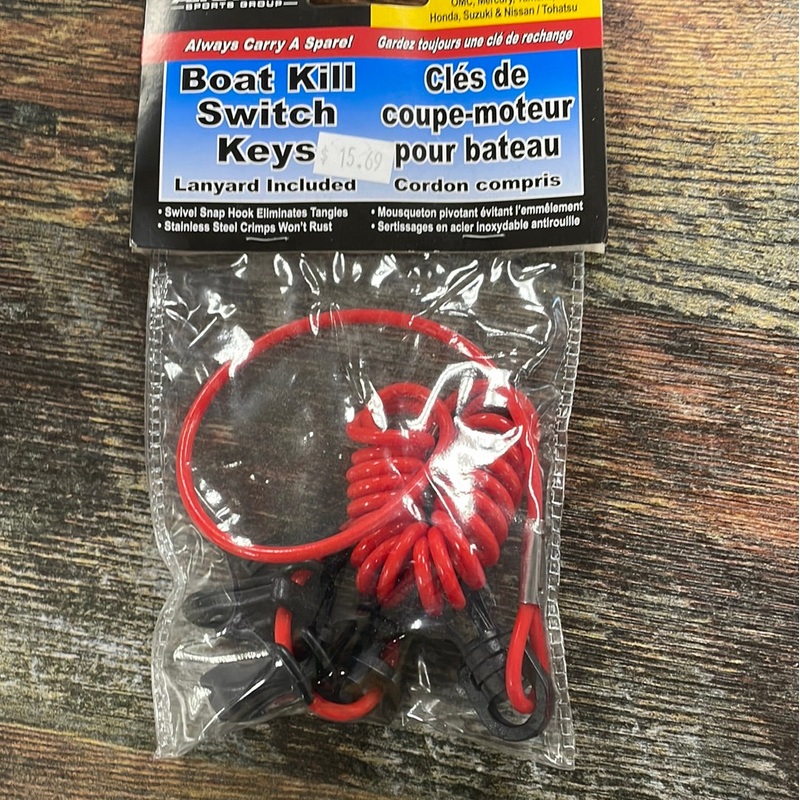 SPORTS GROUP
OMC, Mercury,
Honda, Suzuki & Nissan / Tohatsu
Always Carry A Spare!
Gardez toujours une clé de rechange
Boat Kill
Switch
Keys
Lanyard Included
Clés de
coupe-moteur
pour bateau
Cordon compris
$ 15.69
• Swivel Snap Hook Eliminates Tangles
• Stainless Steel Crimps Won't Rust
• Mousqueton pivotant évitant l'emmêlement
• Sertissages en acier inoxydable antirouille